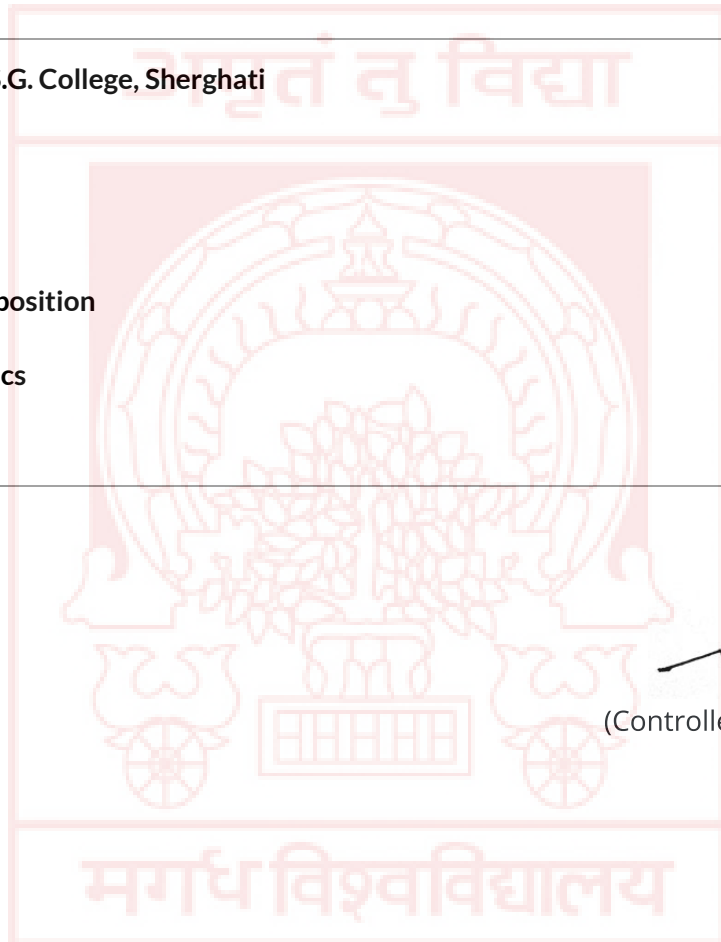 अमृतं तु विद्या
.G. College, Sherghati
position
cs
(Controlle
मगध विश्वविद्यालय